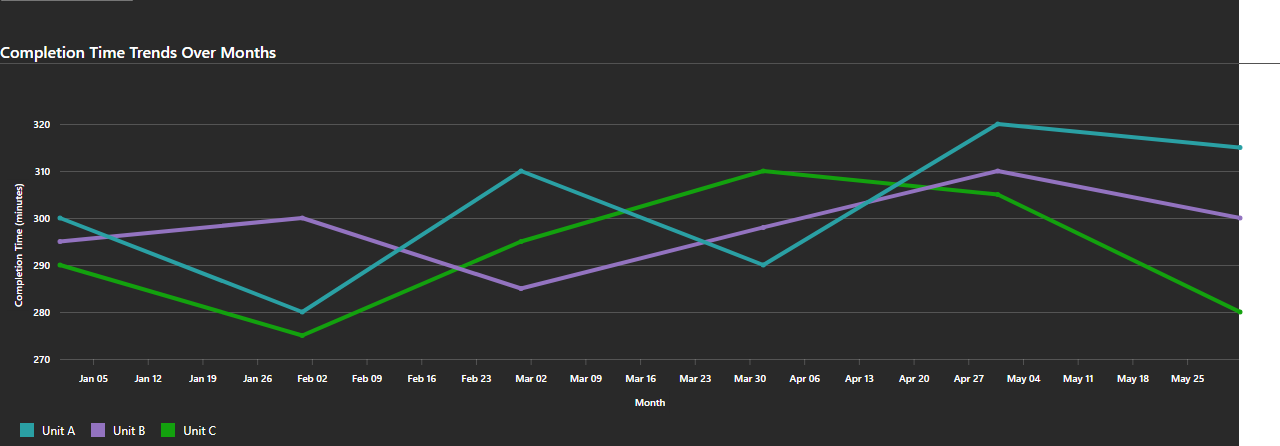 Completion Time Trends Over Months
Completion Time (minutes)
320
310
300
290
280
270
Jan 05 Jan 12 Jan 19 Jan 26 Feb 02 Feb 09 Feb 16 Feb 23 Mar 02 Mar 09 Mar 16 Mar 23 Mar 30 Apr 06 Apr 13 Apr 20 Apr 27 May 04 May 11 May 18 May 25
Month
Unit A Unit B Unit C